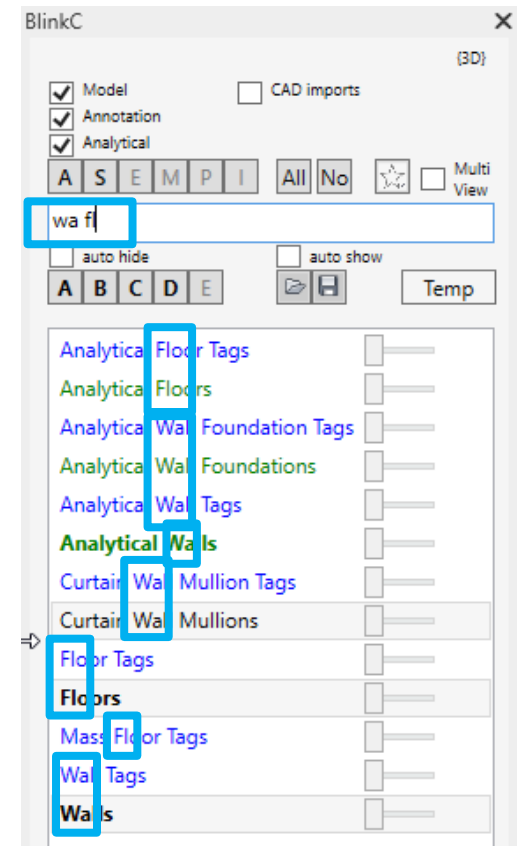 BlinkC
{3D}
Model CAD imports
Annotation
Analytical
A S E M P I All No Multi View
wa fl
auto hide auto show
A B C D E Temp
Analytical Floor Tags
Analytical Floors
Analytical Wall Foundation Tags
Analytical Wall Foundations
Analytical Wall Tags
Analytical Walls
Curtain Wall Mullion Tags
Curtain Wall Mullions
Floor Tags
Floors
Mass Floor Tags
Wall Tags
Walls